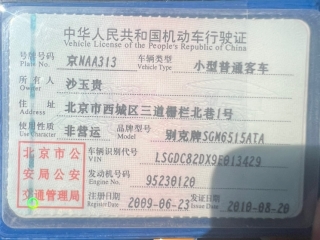 中华人民共和国机动车行驶证
Vehicle License of the People's Republic of China
号牌号码 京NAA313 车辆类型 小型普通客车
Plate No. Vehicle Type
所有人 沙玉贵
Owner
住址 北京市西城区三道栅栏北巷1号
Address
使用性质 非营运 品牌型号 别克牌SGM6515ATA
Use Character Model
北京市公安局公安交通管理局
车辆识别代号 LSGDC82DX9E013429
VIN
发动机号码 95230120
Engine No.
注册日期 2009-06-23 发证日期 2010-08-20
Register Date Issue Date